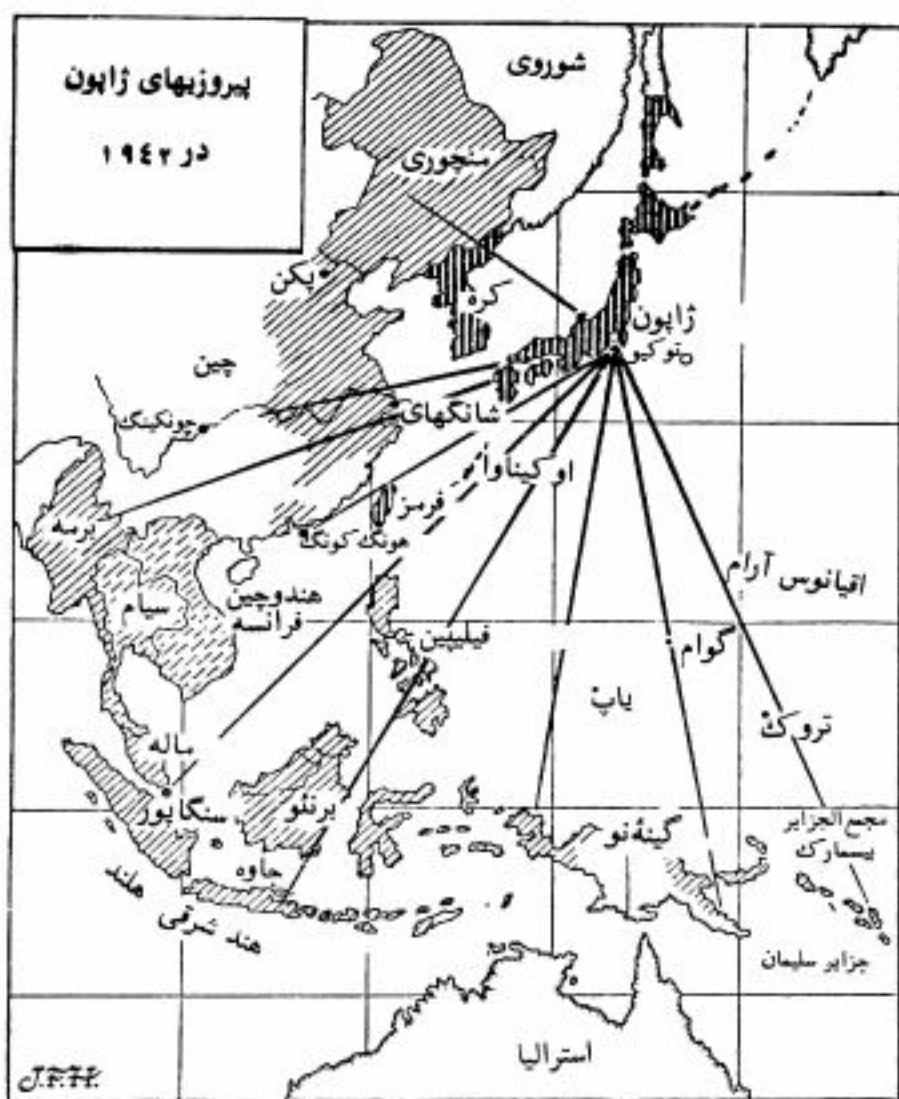 پیروزیهای ژاپون
در ۱۹٤۲
شوروی
منچوری
پکن
کره
ژاپون
توکیو
چین
چونکینگ
شانگهای
اوکیناوا
فرمز
هونگ کونگ
برمه
سیام
هندوچین
فرانسه
اقیانوس آرام
فیلیپین
گوام
یاپ
تروک
ماله
سنگاپور
برنئو
گینهٔ نو
مجمع الجزایر
بیسمارک
جاوه
هند شرقی
هلند
جزایر سلیمان
استرالیا
J.F.H.